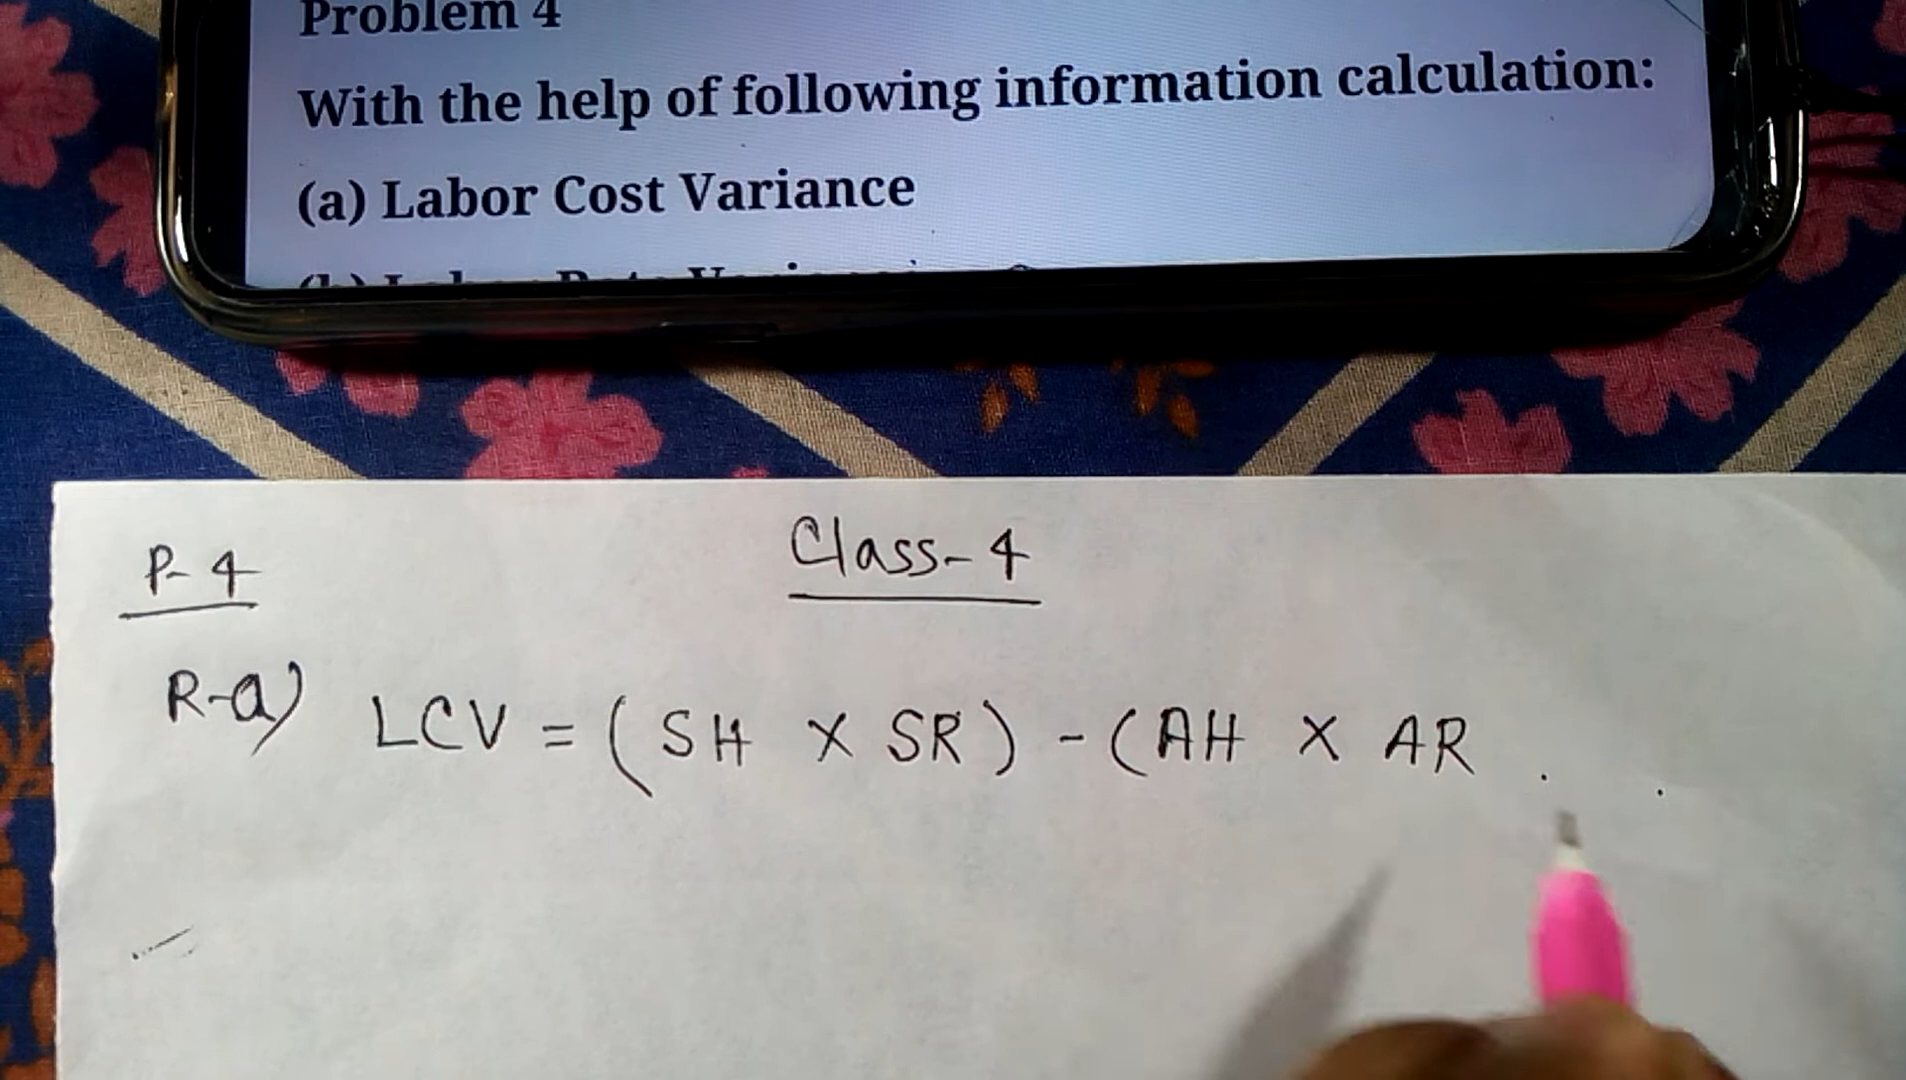 Problem 4
With the help of following information calculation:
(a) Labor Cost Variance
Class-4
P-4
R-a) LCV = ( SH X SR ) - ( AH X AR